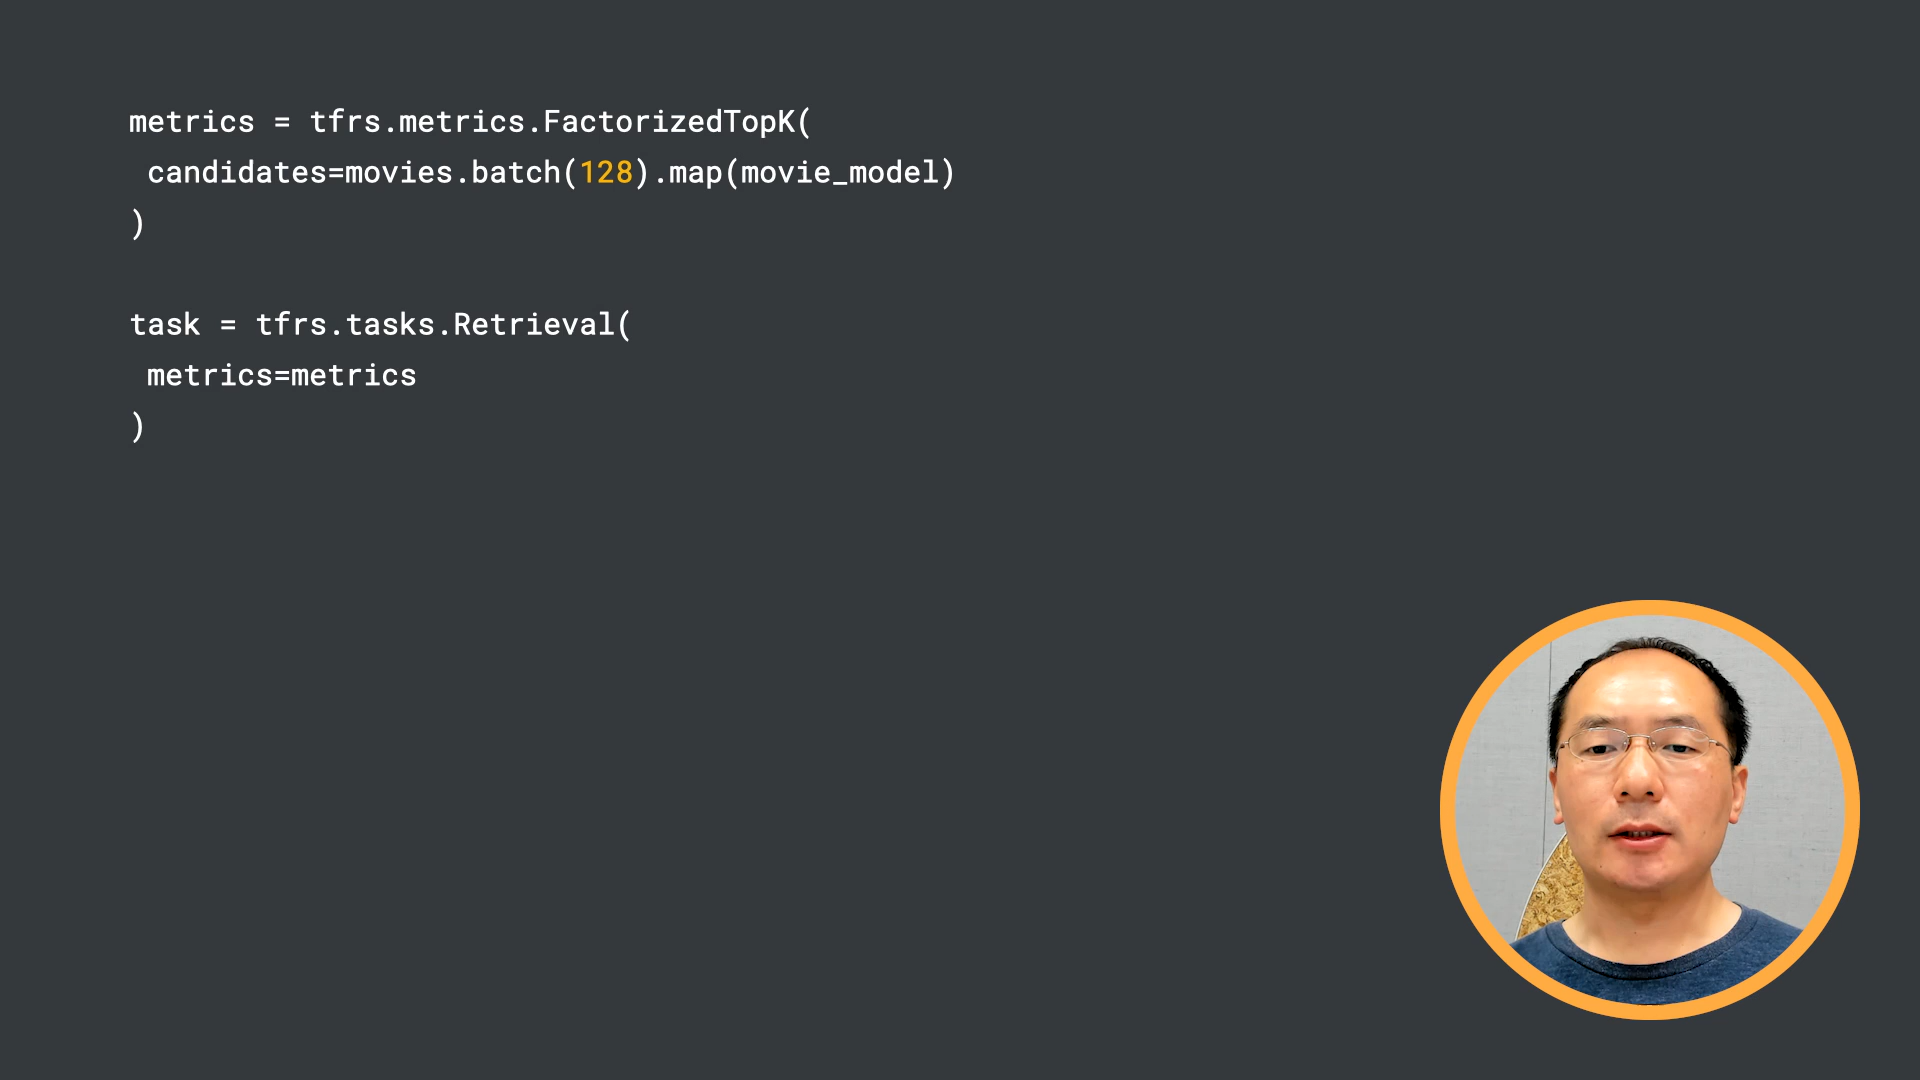 metrics = tfrs.metrics.FactorizedTopK(
 candidates=movies.batch(128).map(movie_model)
)
task = tfrs.tasks.Retrieval(
 metrics=metrics
)